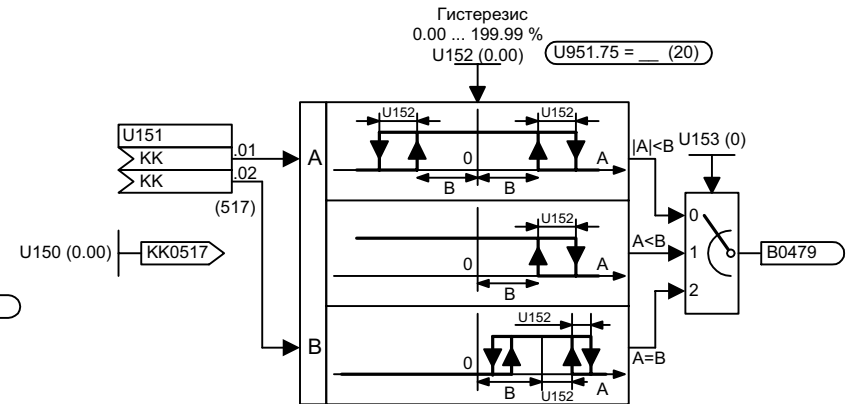 Гистерезис
0.00 ... 199.99 %
U152 (0.00)
U951.75 = __ (20)
U151
KK
.01
KK
.02
(517)
U150 (0.00)
KK0517
A
B
U152
U152
0
A
B
B
|A|<B
U153 (0)
U152
0
A
B
A<B
U152
0
B
U152
A
A=B
0
1
2
B0479